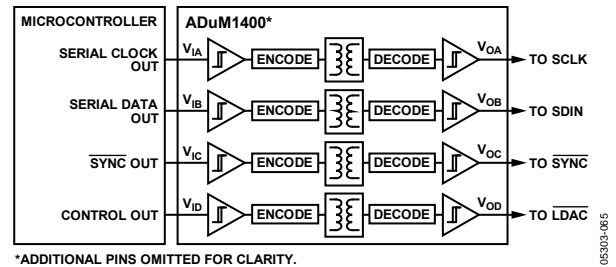 MICROCONTROLLER
ADuM1400*
SERIAL CLOCK
OUT
VIA
ENCODE
DECODE
VOA
TO SCLK
SERIAL DATA
OUT
VIB
ENCODE
DECODE
VOB
TO SDIN
SYNC OUT
VIC
ENCODE
DECODE
VOC
TO SYNC
CONTROL OUT
VID
ENCODE
DECODE
VOD
TO LDAC
*ADDITIONAL PINS OMITTED FOR CLARITY.
05303-065